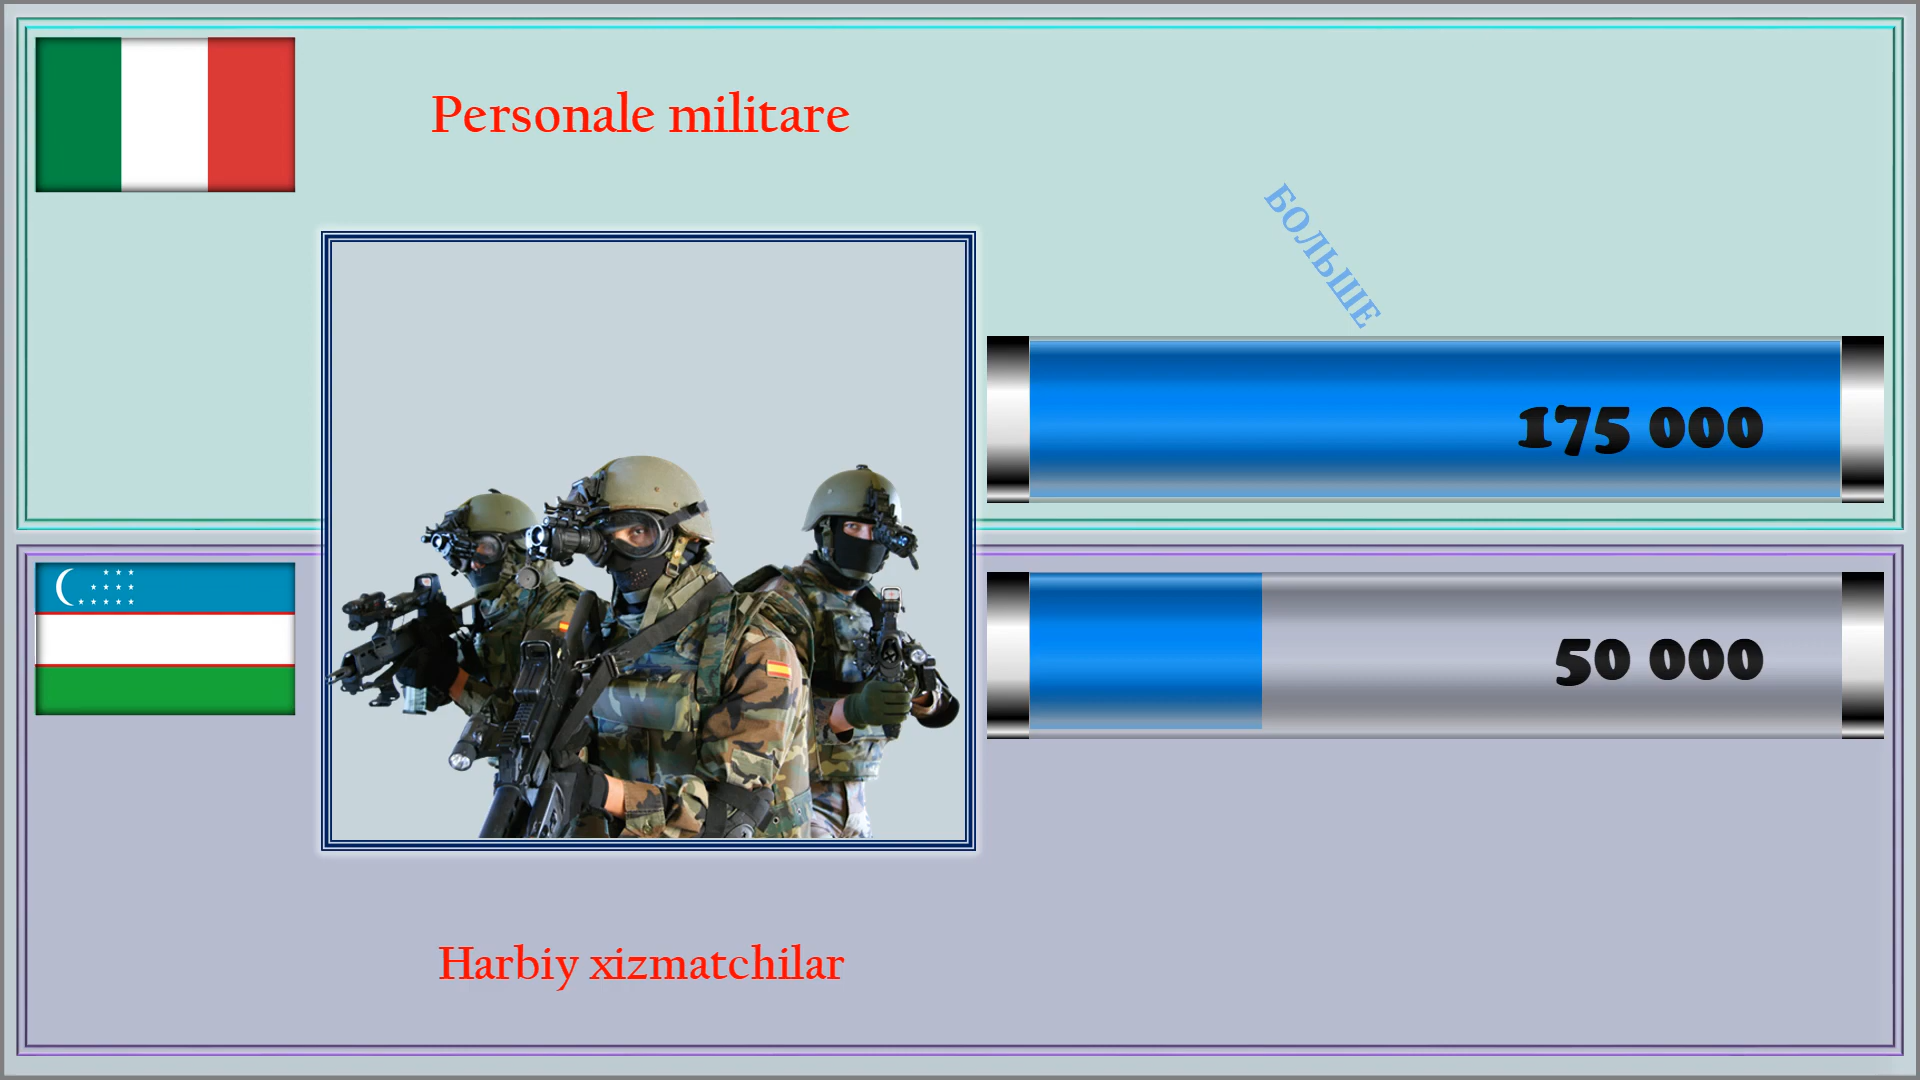 Personale militare
БОЛЬШЕ
175 000
50 000
Harbiy xizmatchilar